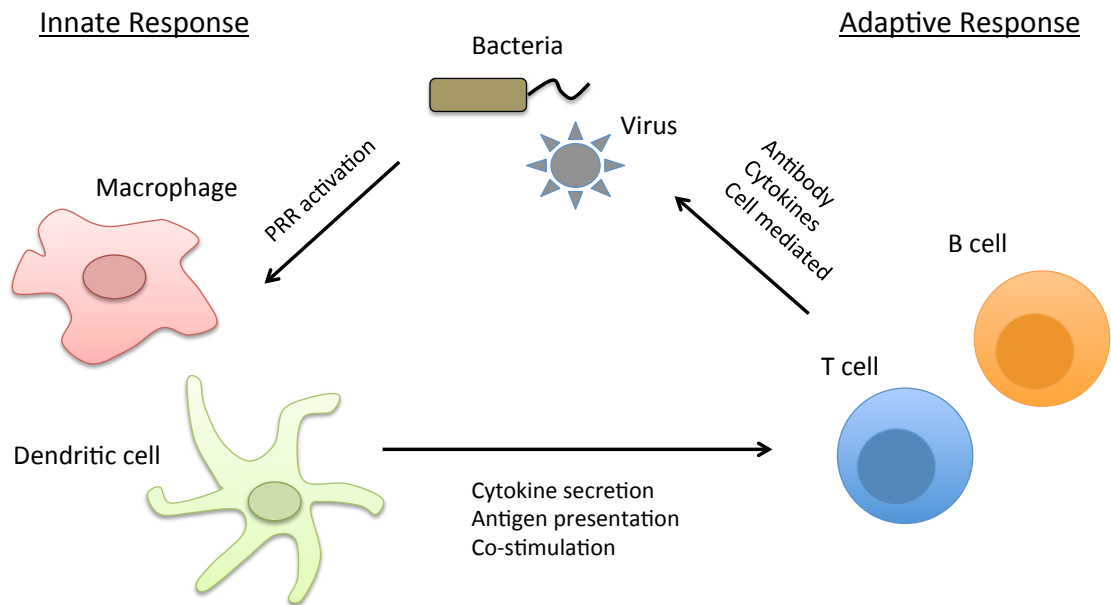 Innate Response
Adaptive Response
Bacteria
Virus
PRR activation
Macrophage
Antibody
Cytokines
Cell mediated
B cell
T cell
Dendritic cell
Cytokine secretion
Antigen presentation
Co-stimulation